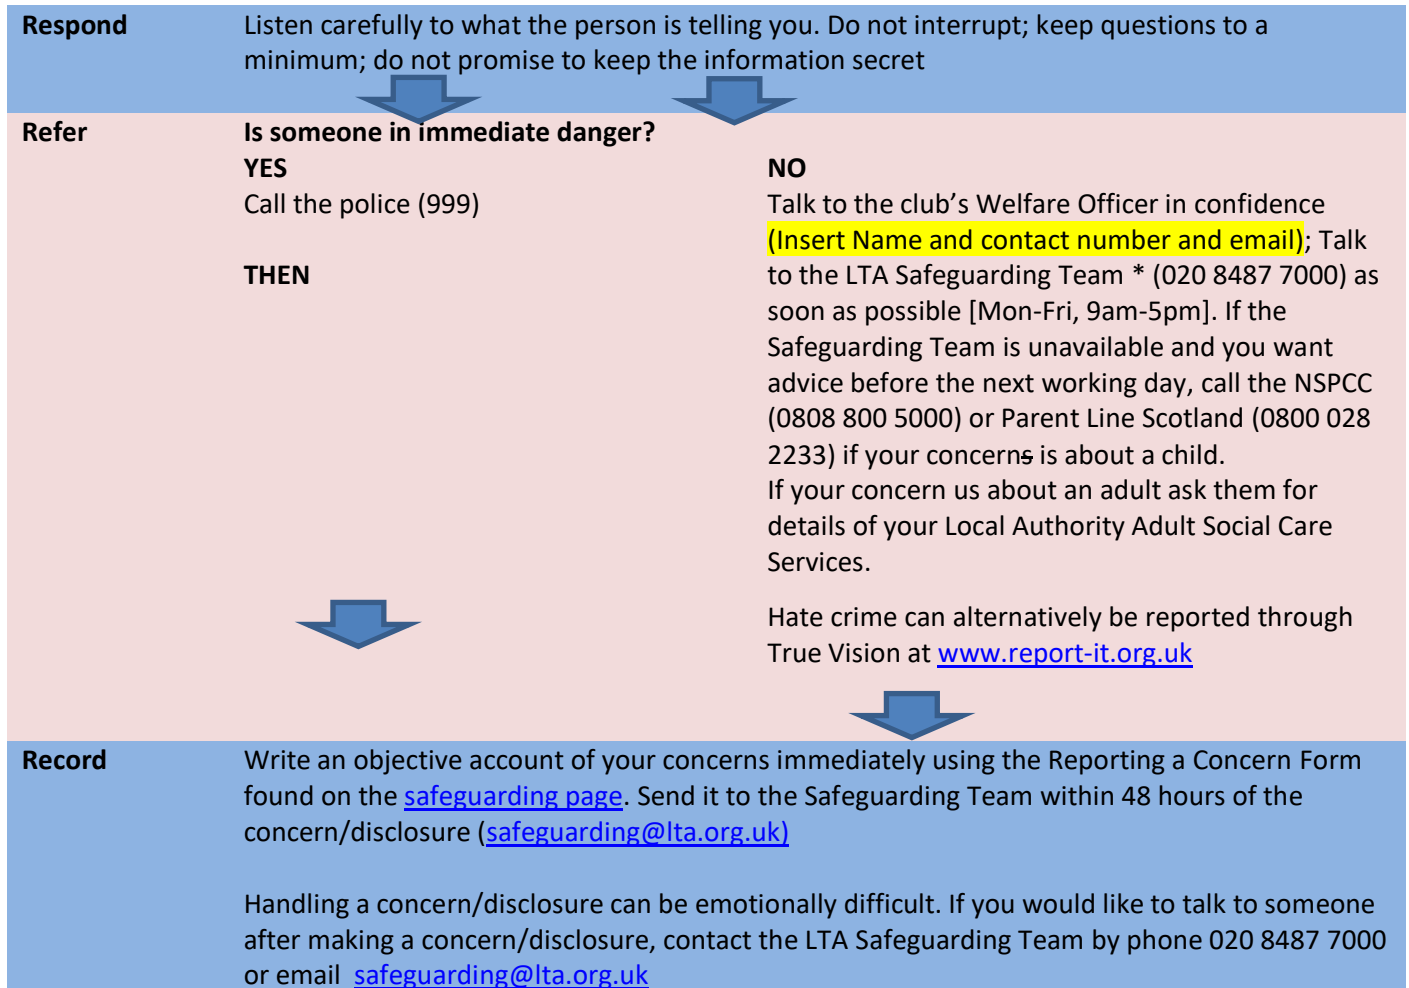 Respond Listen carefully to what the person is telling you. Do not interrupt; keep questions to a
minimum; do not promise to keep the information secret
Refer Is someone in immediate danger?
YES
Call the police (999)
THEN
NO
Talk to the club’s Welfare Officer in confidence
(Insert Name and contact number and email); Talk
to the LTA Safeguarding Team * (020 8487 7000) as
soon as possible [Mon-Fri, 9am-5pm]. If the
Safeguarding Team is unavailable and you want
advice before the next working day, call the NSPCC
(0808 800 5000) or Parent Line Scotland (0800 028
2233) if your concerns is about a child.
If your concern us about an adult ask them for
details of your Local Authority Adult Social Care
Services.
Hate crime can alternatively be reported through
True Vision at www.report-it.org.uk
Record Write an objective account of your concerns immediately using the Reporting a Concern Form
found on the safeguarding page. Send it to the Safeguarding Team within 48 hours of the
concern/disclosure (safeguarding@lta.org.uk)
Handling a concern/disclosure can be emotionally difficult. If you would like to talk to someone
after making a concern/disclosure, contact the LTA Safeguarding Team by phone 020 8487 7000
or email safeguarding@lta.org.uk